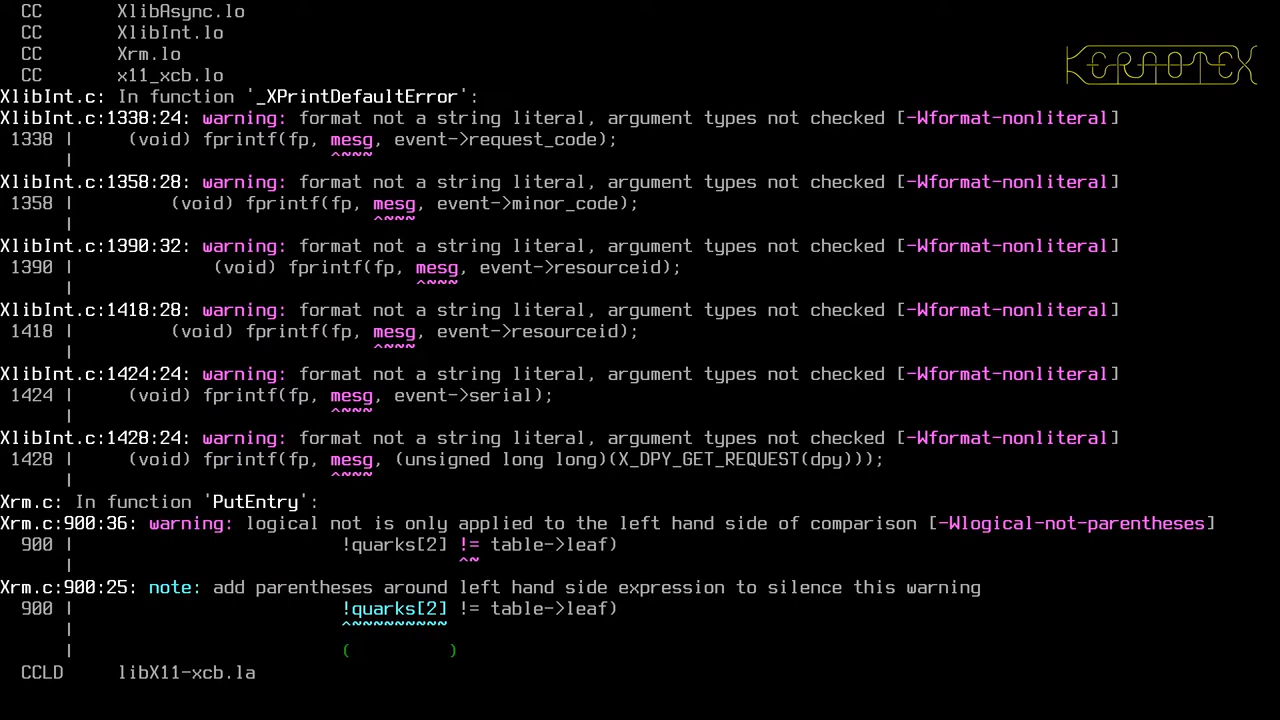 CC       XlibAsync.lo
CC       XlibInt.lo
CC       Xrm.lo
CC       x11_xcb.lo
KERNOTEX
XlibInt.c: In function '_XPrintDefaultError':
XlibInt.c:1338:24: warning: format not a string literal, argument types not checked [-Wformat-nonliteral]
 1338 |     (void) fprintf(fp, mesg, event->request_code);
      |                        ^~~~
XlibInt.c:1358:28: warning: format not a string literal, argument types not checked [-Wformat-nonliteral]
 1358 |         (void) fprintf(fp, mesg, event->minor_code);
      |                            ^~~~
XlibInt.c:1390:32: warning: format not a string literal, argument types not checked [-Wformat-nonliteral]
 1390 |             (void) fprintf(fp, mesg, event->resourceid);
      |                                ^~~~
XlibInt.c:1418:28: warning: format not a string literal, argument types not checked [-Wformat-nonliteral]
 1418 |         (void) fprintf(fp, mesg, event->resourceid);
      |                            ^~~~
XlibInt.c:1424:24: warning: format not a string literal, argument types not checked [-Wformat-nonliteral]
 1424 |     (void) fprintf(fp, mesg, event->serial);
      |                        ^~~~
XlibInt.c:1428:24: warning: format not a string literal, argument types not checked [-Wformat-nonliteral]
 1428 |     (void) fprintf(fp, mesg, (unsigned long long)(X_DPY_GET_REQUEST(dpy)));
      |                        ^~~~
Xrm.c: In function 'PutEntry':
Xrm.c:900:36: warning: logical not is only applied to the left hand side of comparison [-Wlogical-not-parentheses]
  900 |                         !quarks[2] != table->leaf)
      |                                    ^~
Xrm.c:900:25: note: add parentheses around left hand side expression to silence this warning
  900 |                         !quarks[2] != table->leaf)
      |                         ^~~~~~~~~~
      |                         (         )
CCLD     libX11-xcb.la